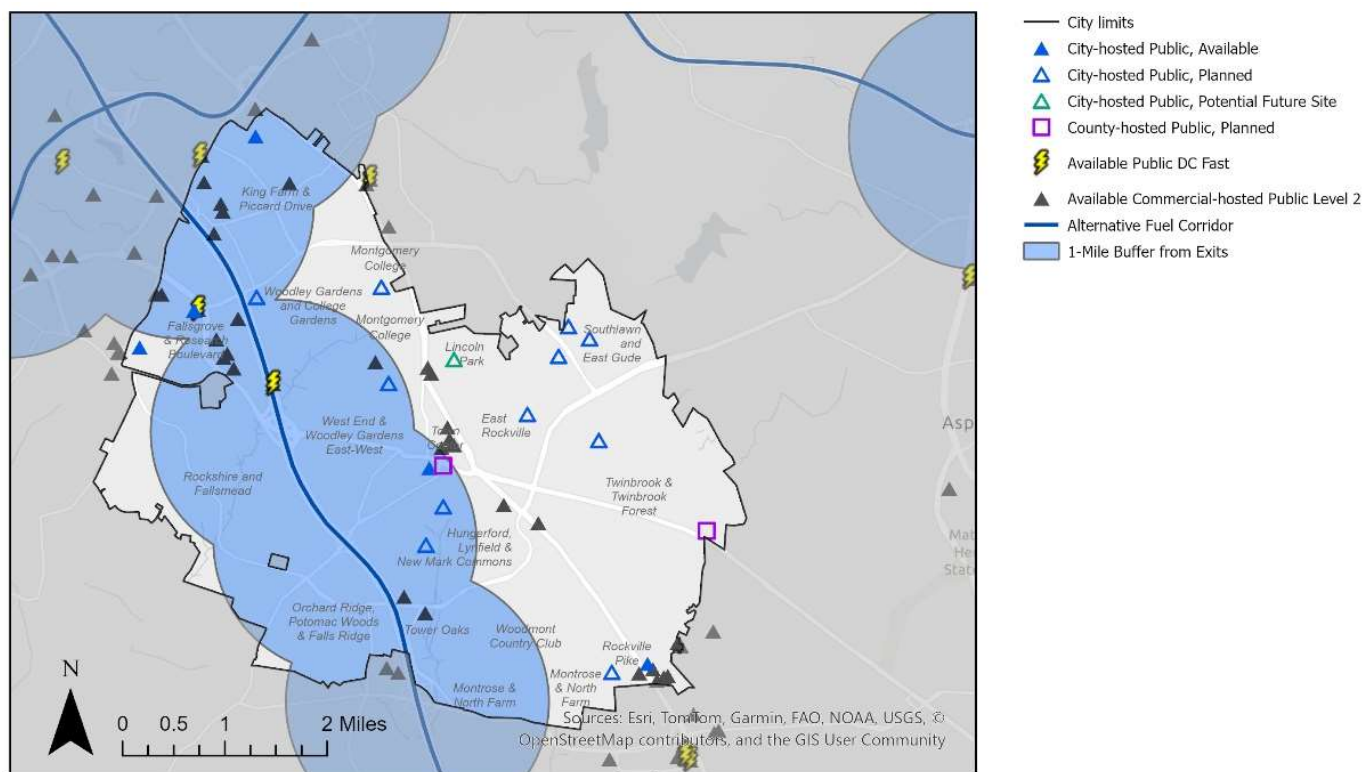 City limits
City-hosted Public, Available
City-hosted Public, Planned
City-hosted Public, Potential Future Site
County-hosted Public, Planned
Available Public DC Fast
Available Commercial-hosted Public Level 2
Alternative Fuel Corridor
1-Mile Buffer from Exits
King Farm &
Piccard Drive
Montgomery
College
Woodley Gardens
and College
Gardens
Montgomery
College
Fallsgrove
& Research
Boulevard
Lincoln
Park
Southlawn
and
East Gude
West End &
Woodley Gardens
East-West
Town
East
Rockville
Rockshire and
Fallsmead
Twinbrook &
Twinbrook
Forest
Hungerford,
Lynfield &
New Mark Commons
Orchard Ridge,
Potomac Woods
& Falls Ridge
Tower Oaks
Woodmont
Country Club
Rockville
Pike
Montrose &
North Farm
Montrose
& North
Farm
Asp
Mat
He
State
N
0 0.5 1 2 Miles
Sources: Esri, TomTom, Garmin, FAO, NOAA, USGS, ©
OpenStreetMap contributors, and the GIS User Community